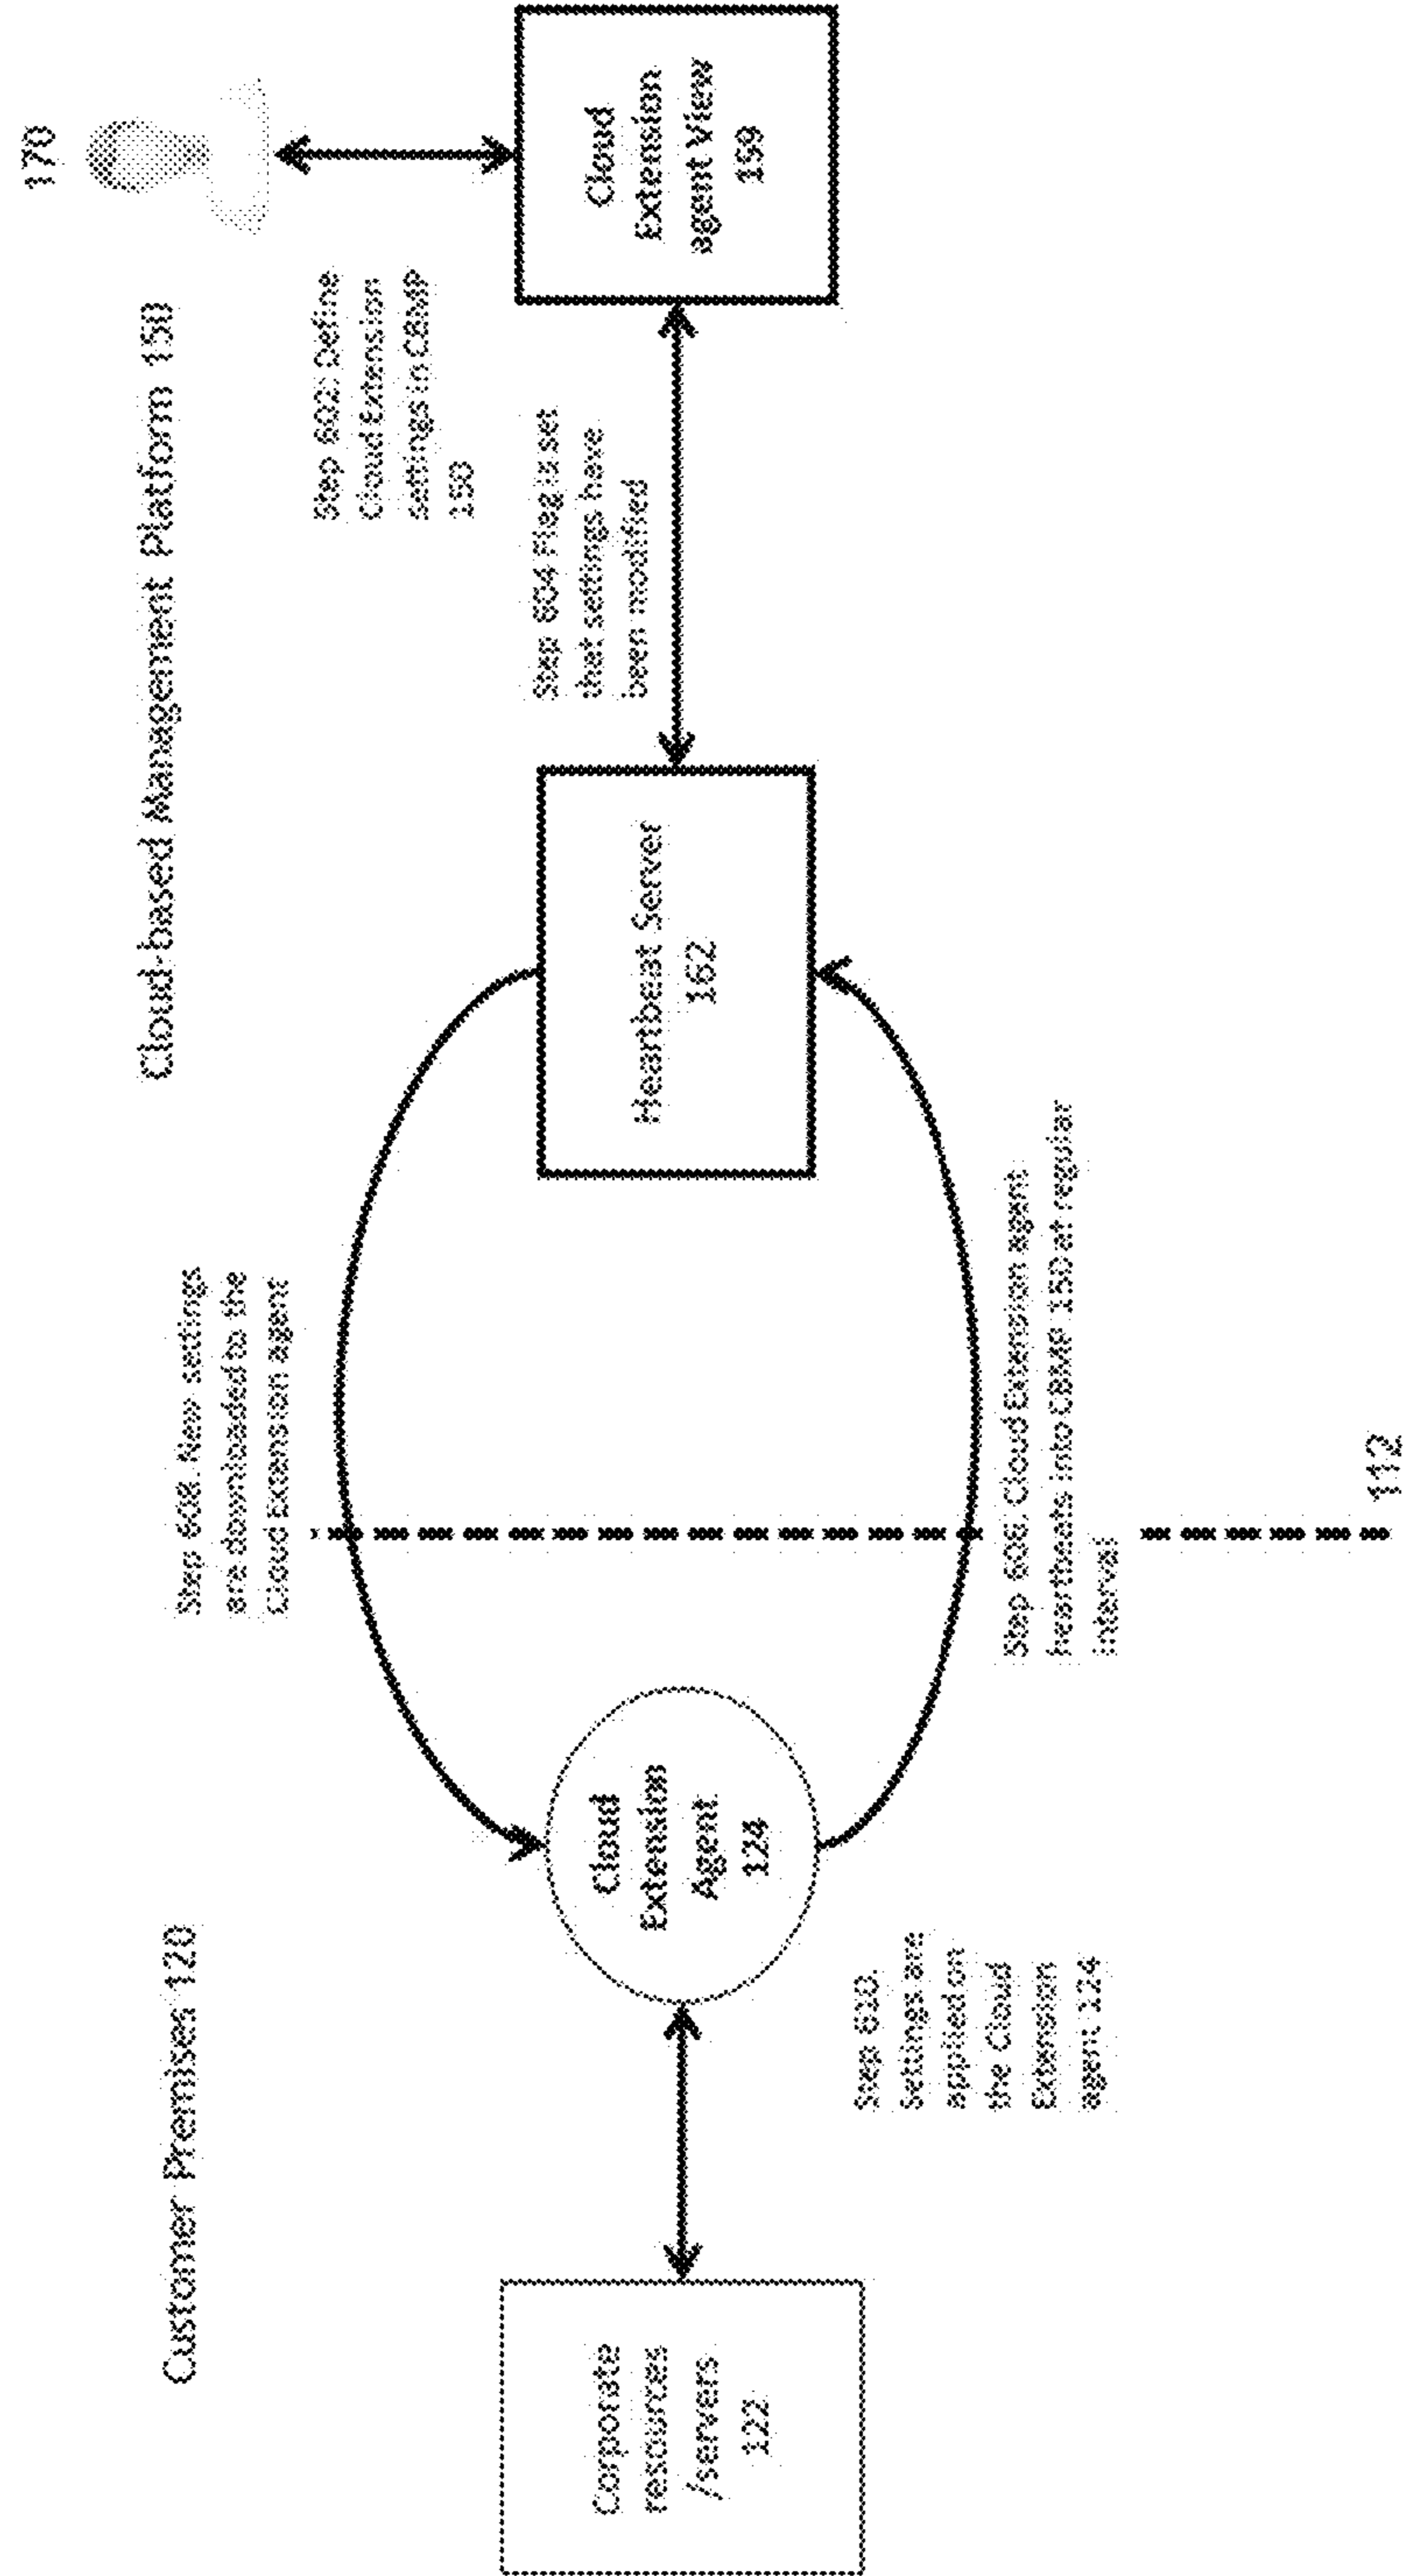 Customer Premises 120
Cloud-based Management Platform 150
170
Step 608. New settings
are downloaded to the
Cloud Extension agent
Step 602: Define
Cloud Extension
settings in CBMP
150
Step 604 Flag is set
that settings have
been modified
Corporate
resources
/servers
122
Cloud
Extension
Agent
124
Heartbeat Server
162
Cloud
Extension
agent View
159
Step 610.
Settings are
applied on
the Cloud
Extension
agent 124
Step 606. Cloud Extension agent
heartbeats into CBMP 150 at regular
interval
112